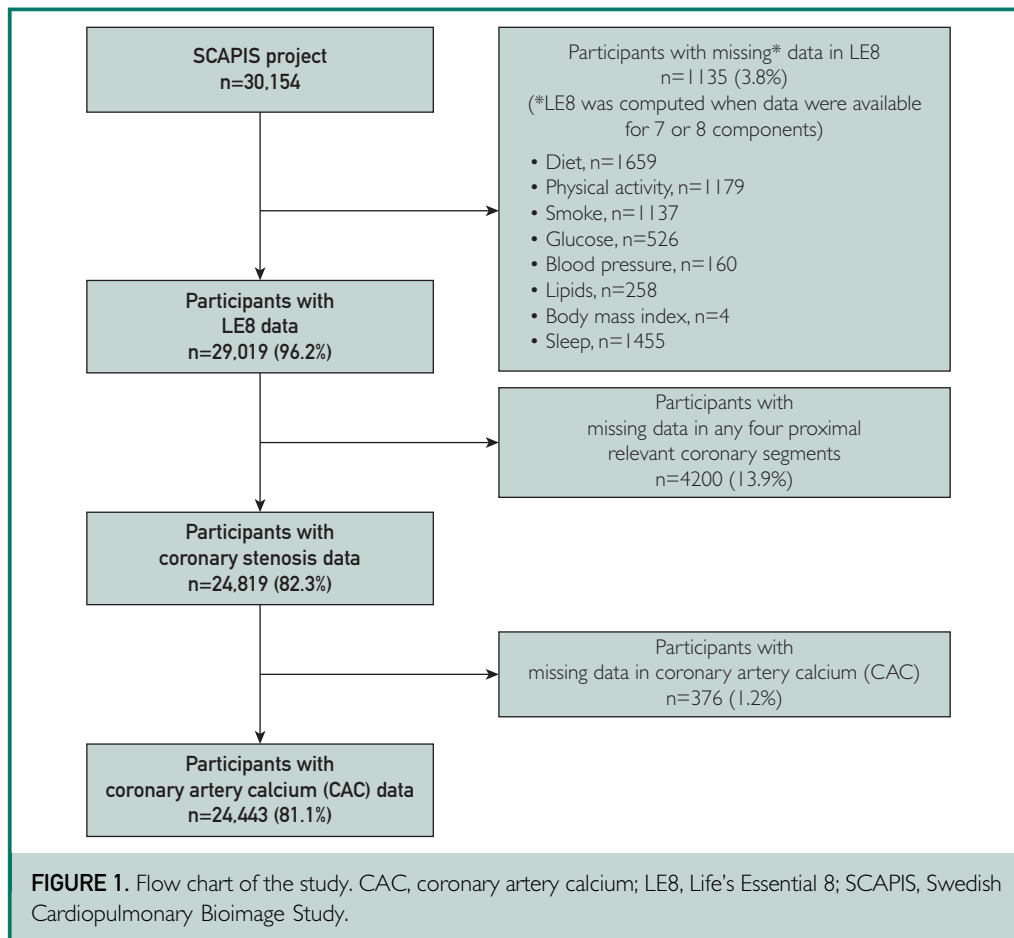 SCAPIS project
n=30,154
Participants with missing* data in LE8
n=1135 (3.8%)
(*LE8 was computed when data were available
for 7 or 8 components)
• Diet, n=1659
• Physical activity, n=1179
• Smoke, n=1137
• Glucose, n=526
• Blood pressure, n=160
• Lipids, n=258
• Body mass index, n=4
• Sleep, n=1455
Participants with
LE8 data
n=29,019 (96.2%)
Participants with
missing data in any four proximal
relevant coronary segments
n=4200 (13.9%)
Participants with
coronary stenosis data
n=24,819 (82.3%)
Participants with
missing data in coronary artery calcium (CAC)
n=376 (1.2%)
Participants with
coronary artery calcium (CAC) data
n=24,443 (81.1%)
FIGURE 1. Flow chart of the study. CAC, coronary artery calcium; LE8, Life's Essential 8; SCAPIS, Swedish
Cardiopulmonary Bioimage Study.